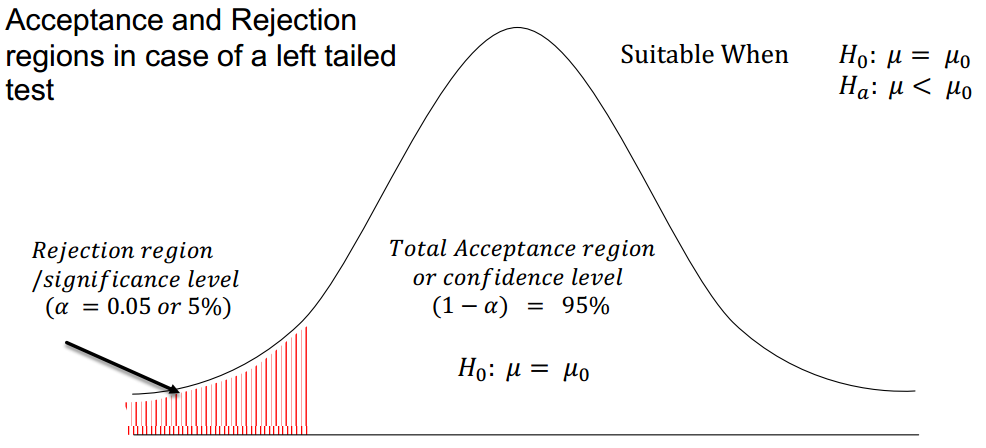 Acceptance and Rejection
regions in case of a left tailed
test
Suitable When
H₀: μ = μ₀
Hₐ: μ < μ₀
Rejection region
/significance level
(α = 0.05 or 5%)
Total Acceptance region
or confidence level
(1 − α) = 95%
H₀: μ = μ₀